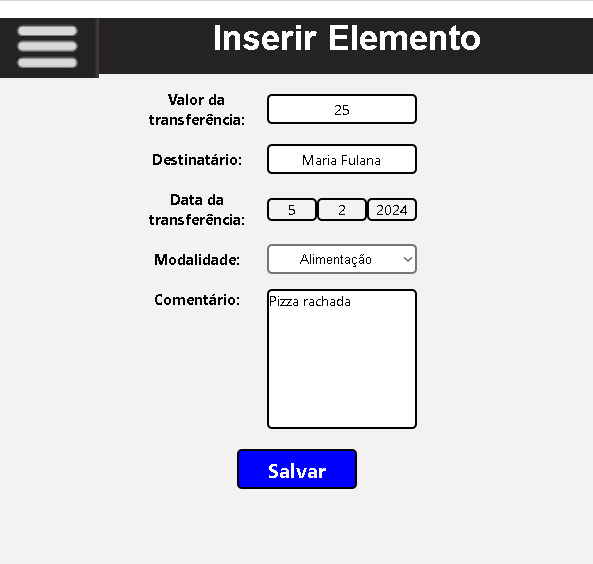 Inserir Elemento
Valor da
transferência:
25
Destinatário:
Maria Fulana
Data da
transferência:
5 2 2024
Modalidade:
Alimentação
Comentário:
Pizza rachada
Salvar